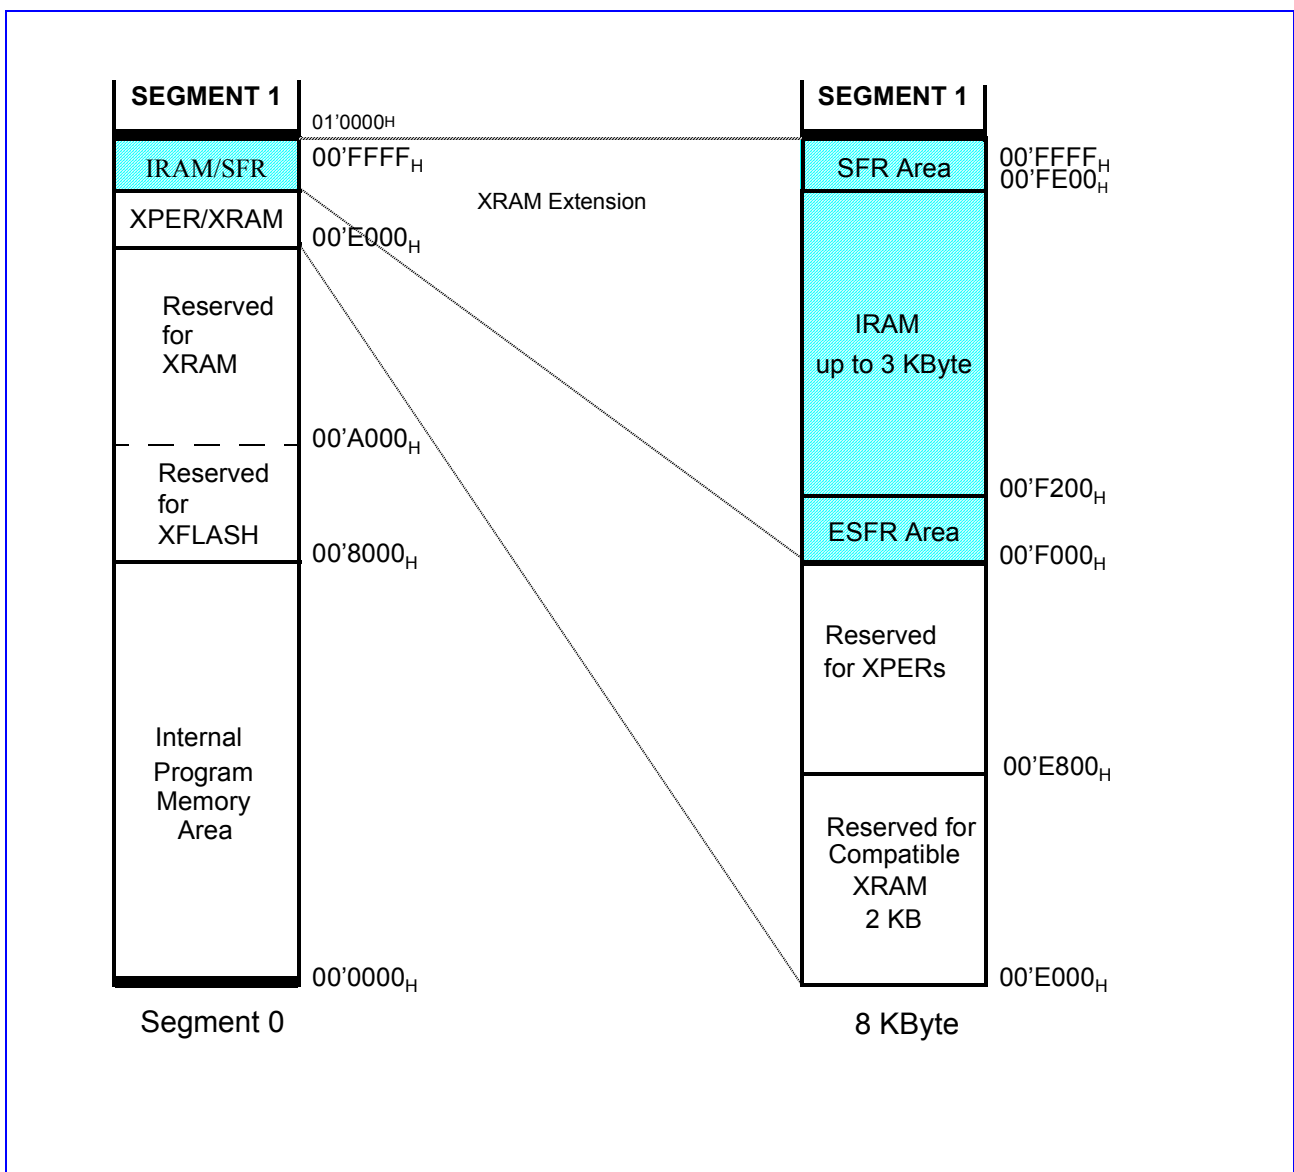 SEGMENT 1
01'0000H
IRAM/SFR
00'FFFFH
XPER/XRAM
00'E000H
Reserved
for
XRAM
00'A000H
Reserved
for
XFLASH
00'8000H
Internal
Program
Memory
Area
00'0000H
Segment 0
XRAM Extension
SEGMENT 1
SFR Area
00'FFFFH
00'FE00H
IRAM
up to 3 KByte
00'F200H
ESFR Area
00'F000H
Reserved
for XPERs
00'E800H
Reserved for
Compatible
XRAM
2 KB
00'E000H
8 KByte